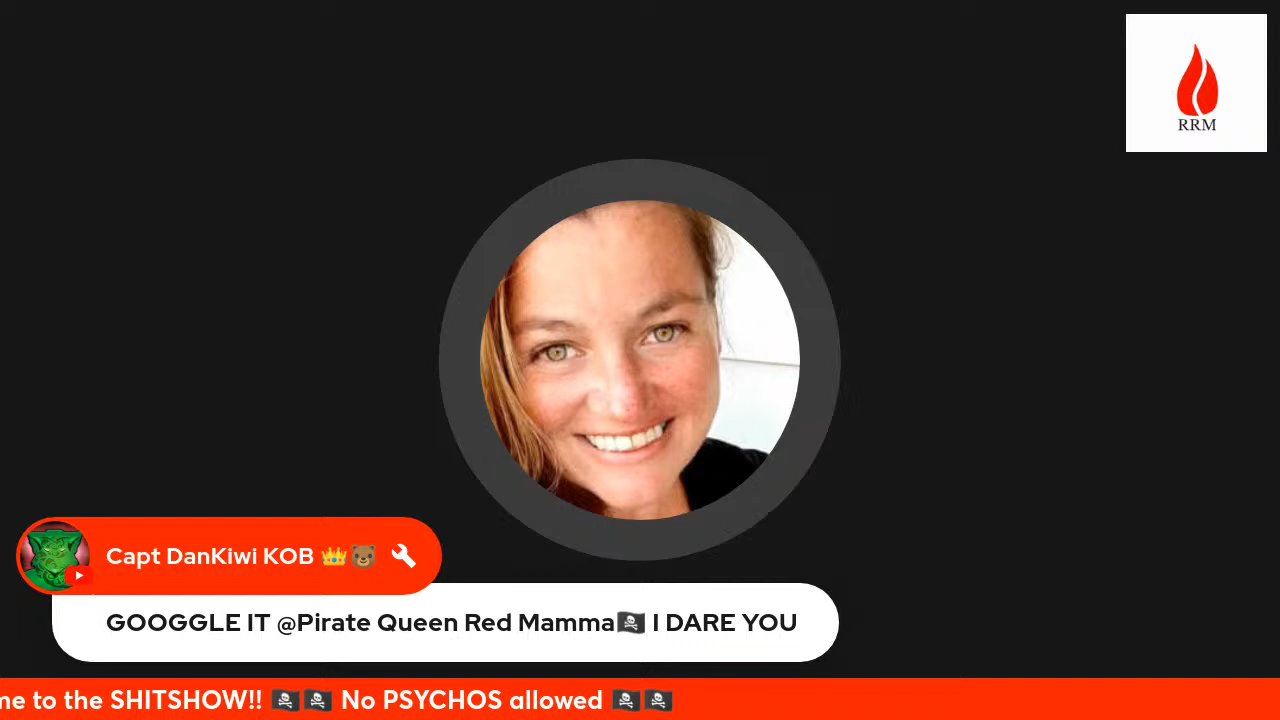 RRM
Capt DanKiwi KOB 👑🐻
GOOGGLE IT @Pirate Queen Red Mamma🏴‍☠️ I DARE YOU
me to the SHITSHOW!! 🏴‍☠️🏴‍☠️ No PSYCHOS allowed 🏴‍☠️🏴‍☠️